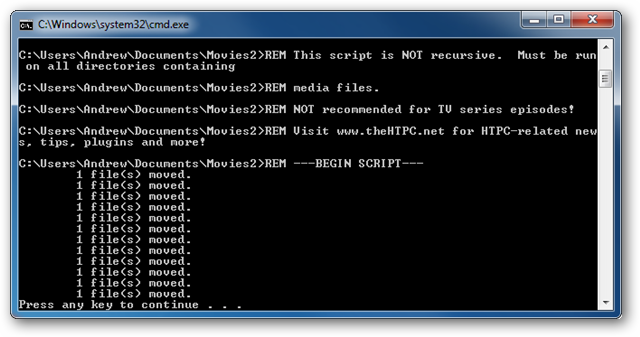 C:\Windows\system32\cmd.exe
C:\Users\Andrew\Documents\Movies2>REM This script is NOT recursive.  Must be run
 on all directories containing
C:\Users\Andrew\Documents\Movies2>REM media files.
C:\Users\Andrew\Documents\Movies2>REM NOT recommended for TV series episodes!
C:\Users\Andrew\Documents\Movies2>REM Visit www.theHTPC.net for HTPC-related new
s, tips, plugins and more!
C:\Users\Andrew\Documents\Movies2>REM ---BEGIN SCRIPT---
        1 file(s) moved.
        1 file(s) moved.
        1 file(s) moved.
        1 file(s) moved.
        1 file(s) moved.
        1 file(s) moved.
        1 file(s) moved.
        1 file(s) moved.
        1 file(s) moved.
        1 file(s) moved.
        1 file(s) moved.
        1 file(s) moved.
Press any key to continue . . .